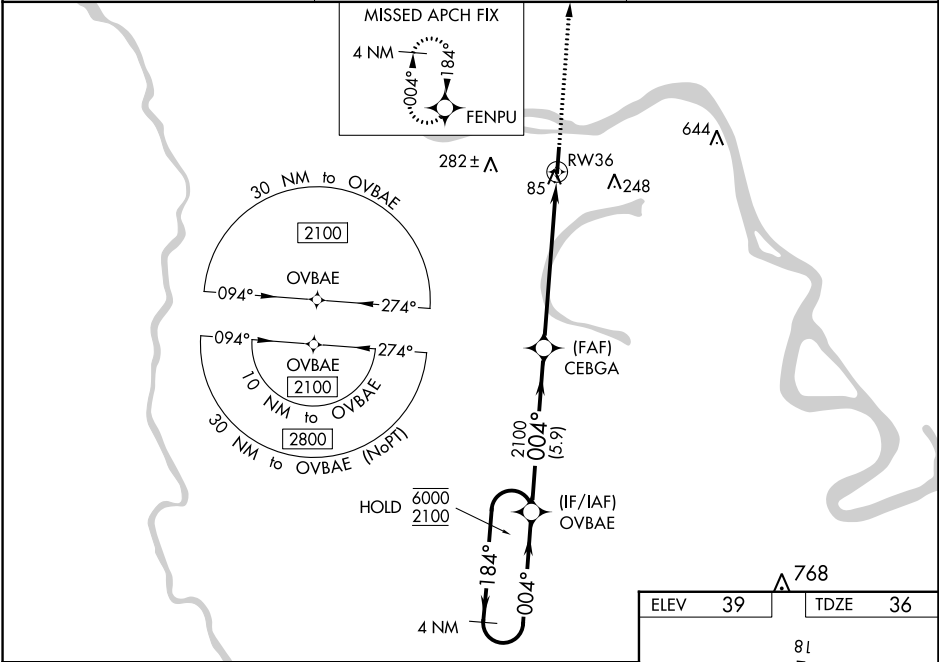 MISSED APCH FIX
4 NM
004°
184°
FENPU
644
282 ±
RW36
85
248
30 NM to OVBAE
2100
OVBAE
094°
274°
094°
274°
OVBAE
2100
10 NM to OVBAE
2800
30 NM to OVBAE (NoPT)
(FAF)
CEBGA
2100
004°
(5.9)
HOLD
6000
2100
(IF/IAF)
OVBAE
184°
004°
4 NM
768
ELEV 39
TDZE 36
18